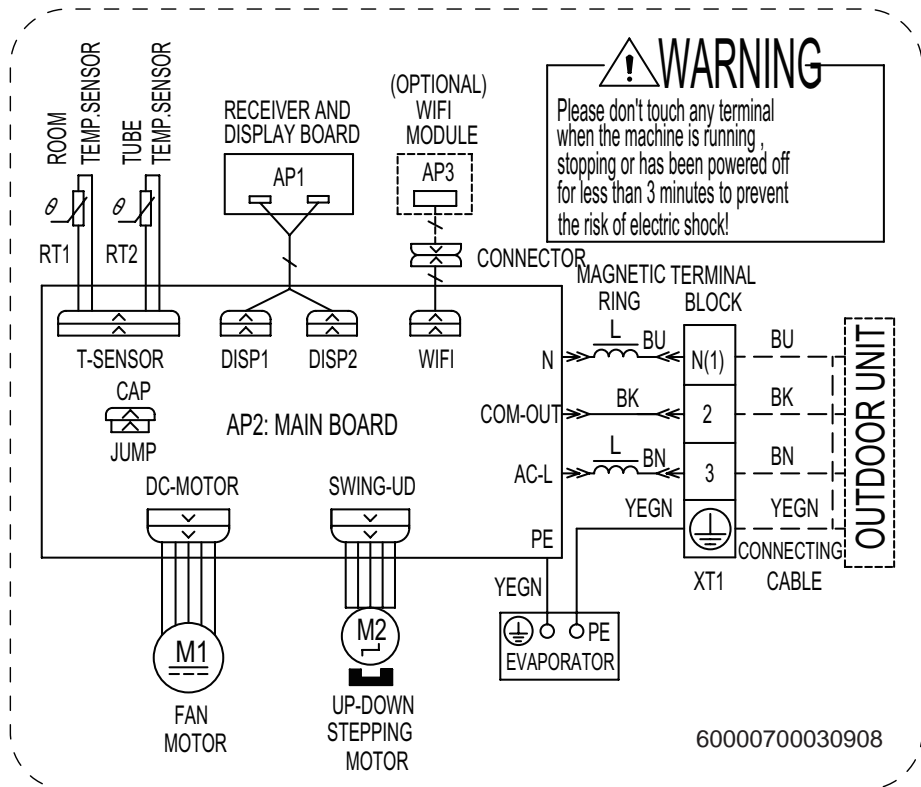 WARNING
Please don't touch any terminal
when the machine is running ,
stopping or has been powered off
for less than 3 minutes to prevent
the risk of electric shock!
ROOM
TEMP.SENSOR
TUBE
TEMP.SENSOR
θ
RT1
θ
RT2
RECEIVER AND
DISPLAY BOARD
AP1
(OPTIONAL)
WIFI
MODULE
AP3
CONNECTOR
MAGNETIC
RING
TERMINAL
BLOCK
T-SENSOR
DISP1
DISP2
WIFI
CAP
JUMP
AP2: MAIN BOARD
N
L
BU
N(1)
BU
COM-OUT
BK
2
BK
AC-L
L
BN
3
BN
YEGN
YEGN
OUTDOOR UNIT
DC-MOTOR
SWING-UD
PE
XT1
CONNECTING
CABLE
YEGN
PE
EVAPORATOR
M1
FAN
MOTOR
M2
UP-DOWN
STEPPING
MOTOR
60000700030908